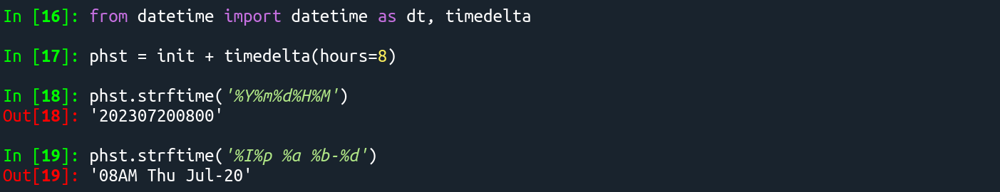 In [16]: from datetime import datetime as dt, timedelta
In [17]: phst = init + timedelta(hours=8)
In [18]: phst.strftime('%Y%m%d%H%M')
Out[18]: '202307200800'
In [19]: phst.strftime('%I%p %a %b-%d')
Out[19]: '08AM Thu Jul-20'